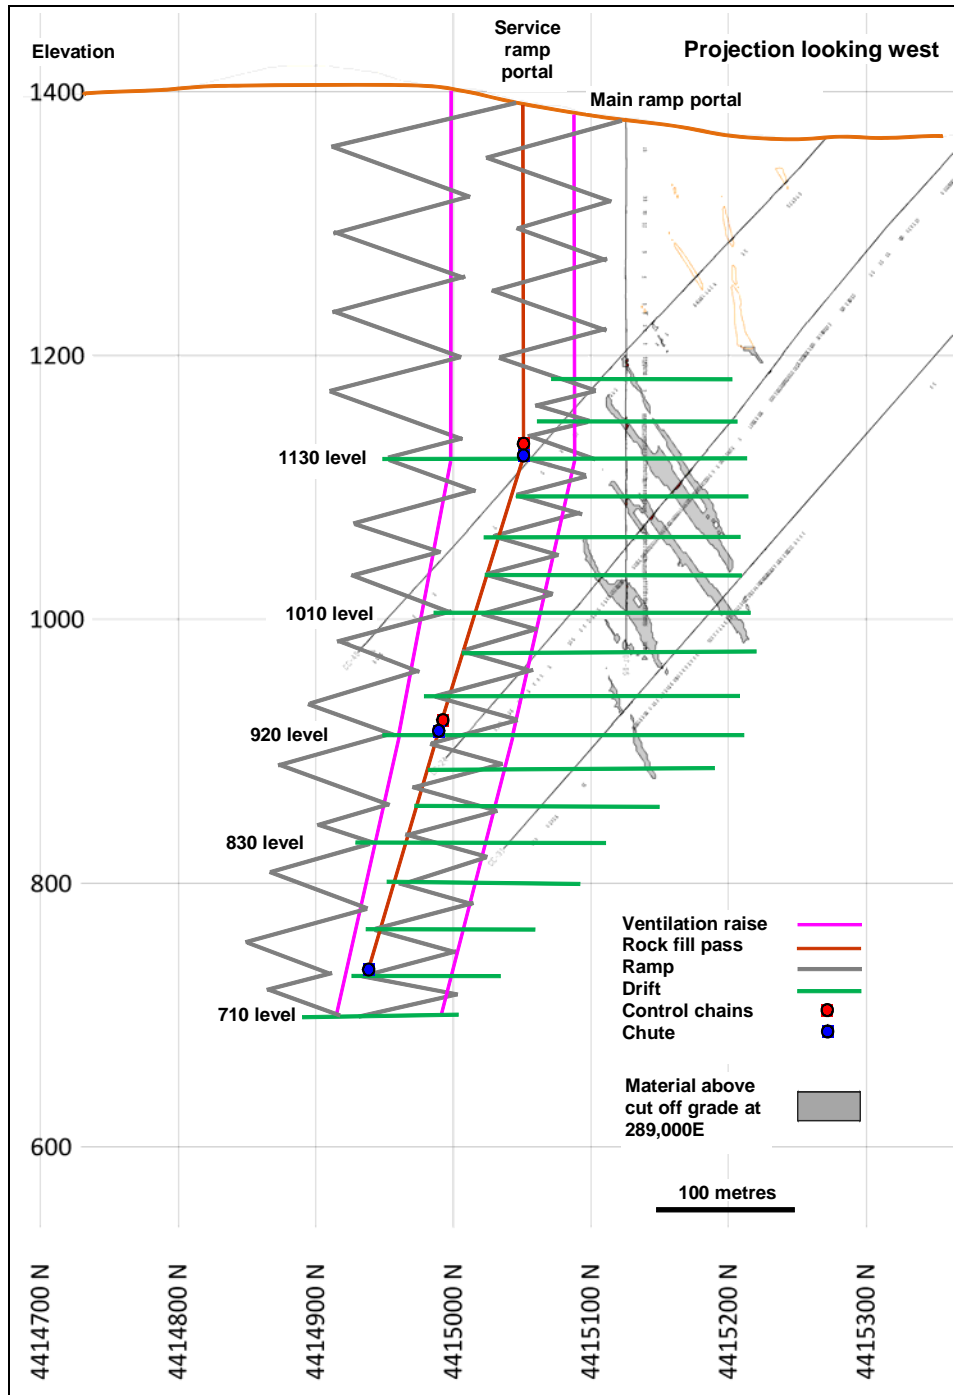 Elevation
Service
ramp
portal
Projection looking west
Main ramp portal
1400
1200
1130 level
1010 level
1000
920 level
830 level
800
710 level
600
Ventilation raise
Rock fill pass
Ramp
Drift
Control chains
Chute
Material above
cut off grade at
289,000E
100 metres
4414700 N
4414800 N
4414900 N
4415000 N
4415100 N
4415200 N
4415300 N